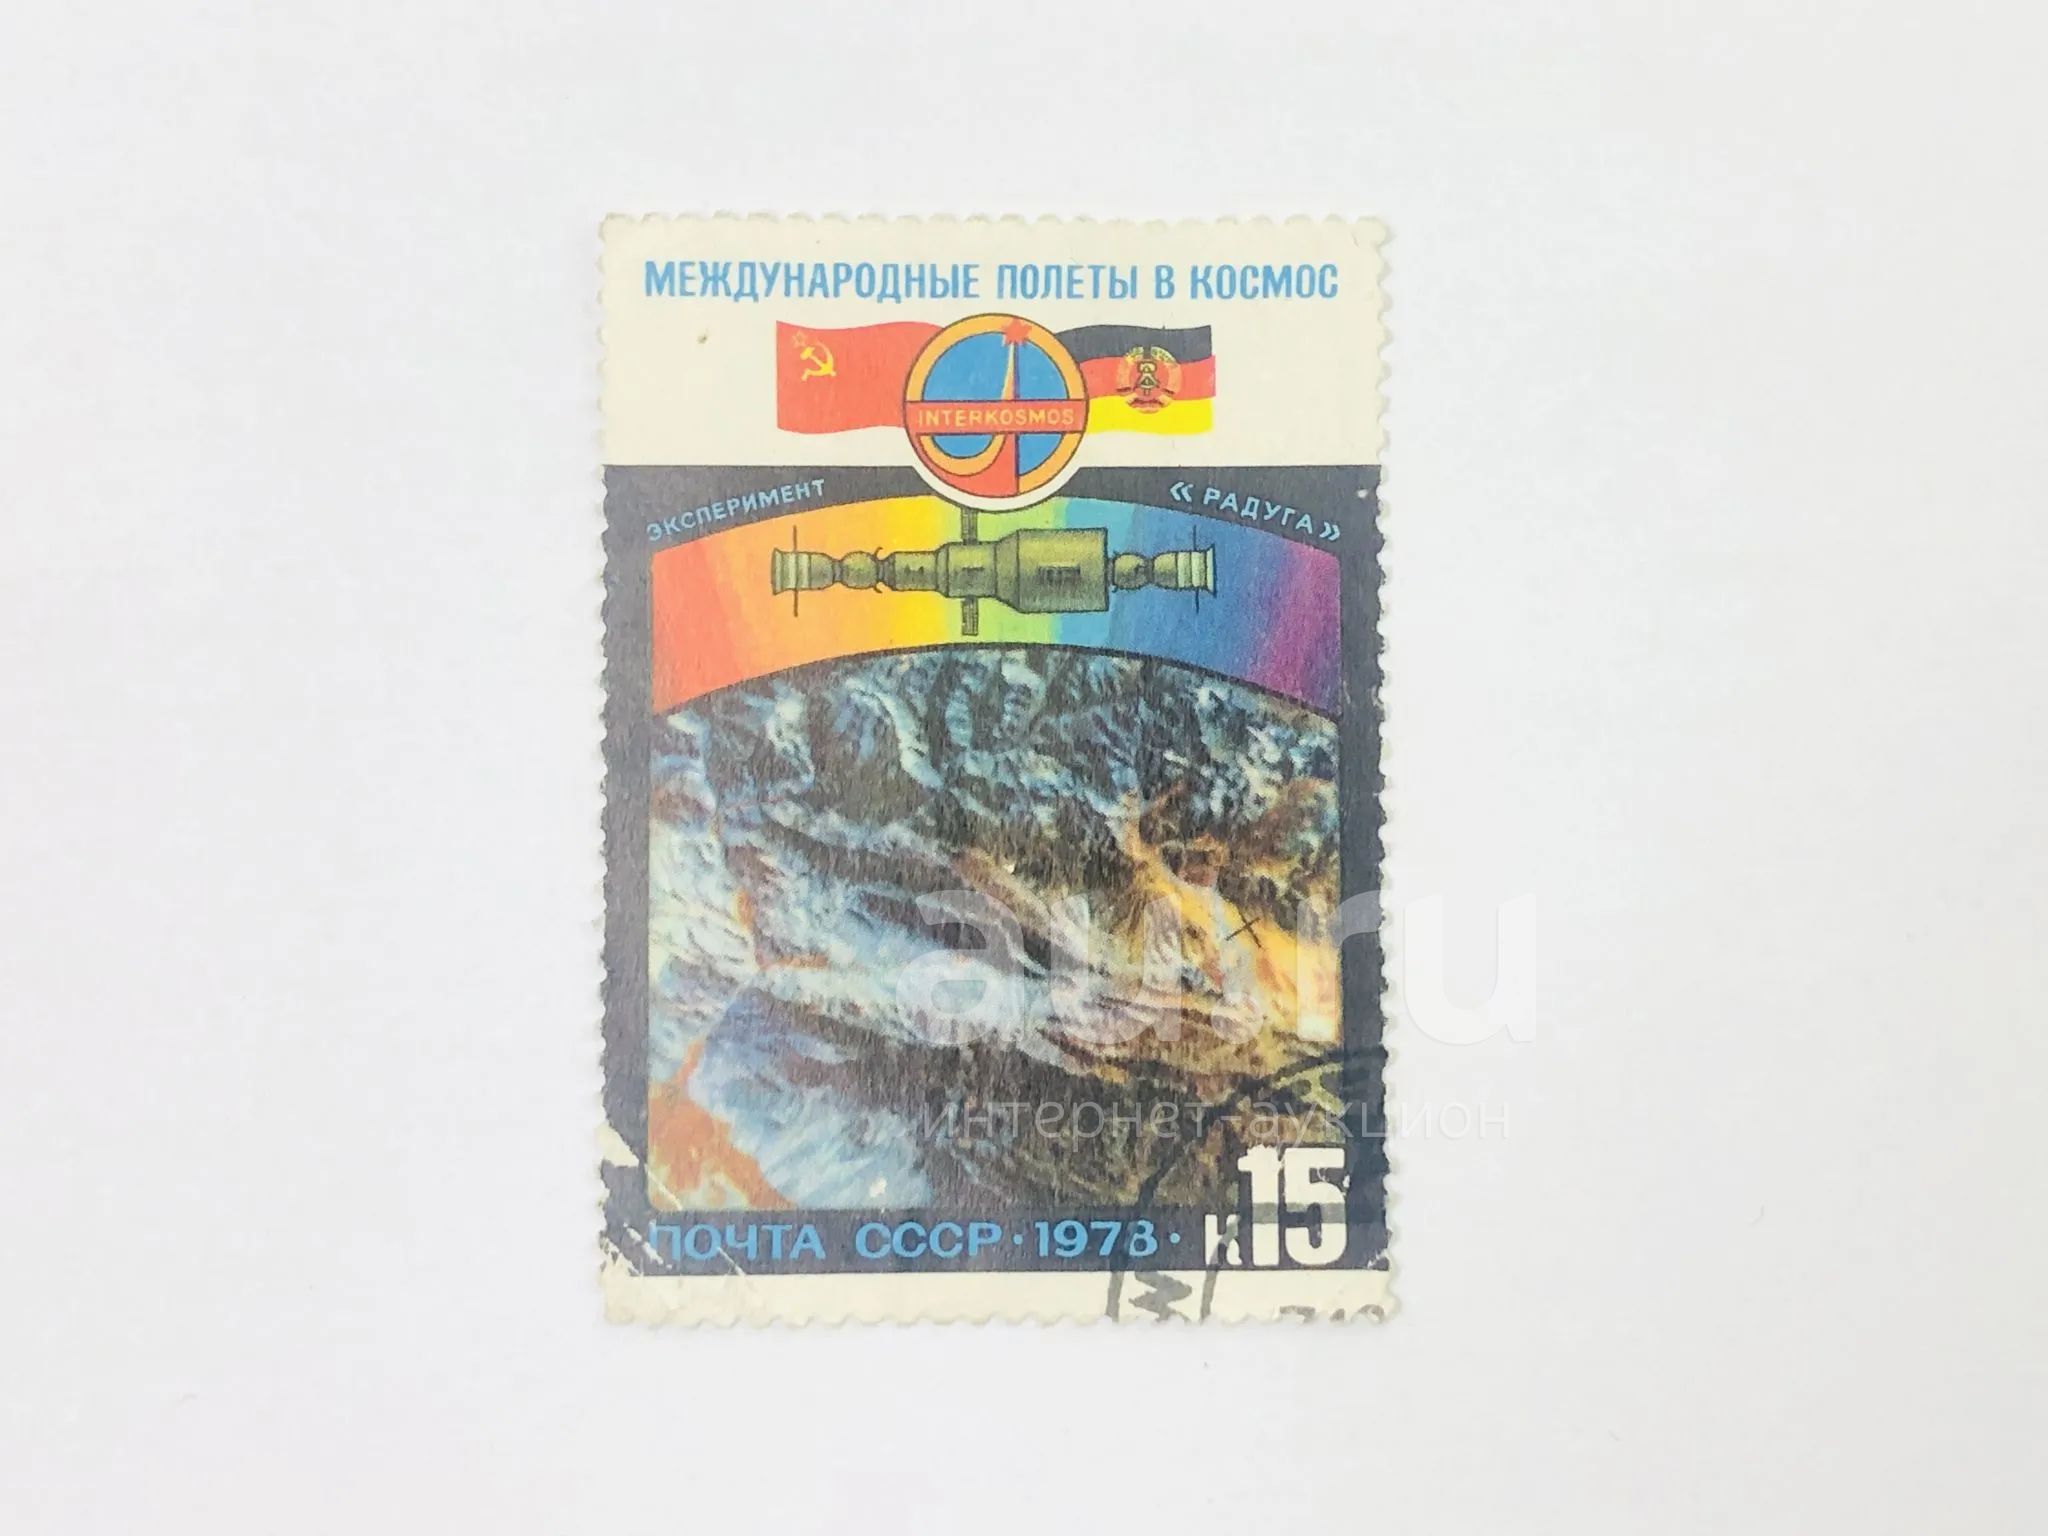 МЕЖДУНАРОДНЫЕ ПОЛЕТЫ В КОСМОС
INTERKOSMOS
ЭКСПЕРИМЕНТ «РАДУГА»
au.ru
интернет-аукцион
ПОЧТА СССР·1978· К15